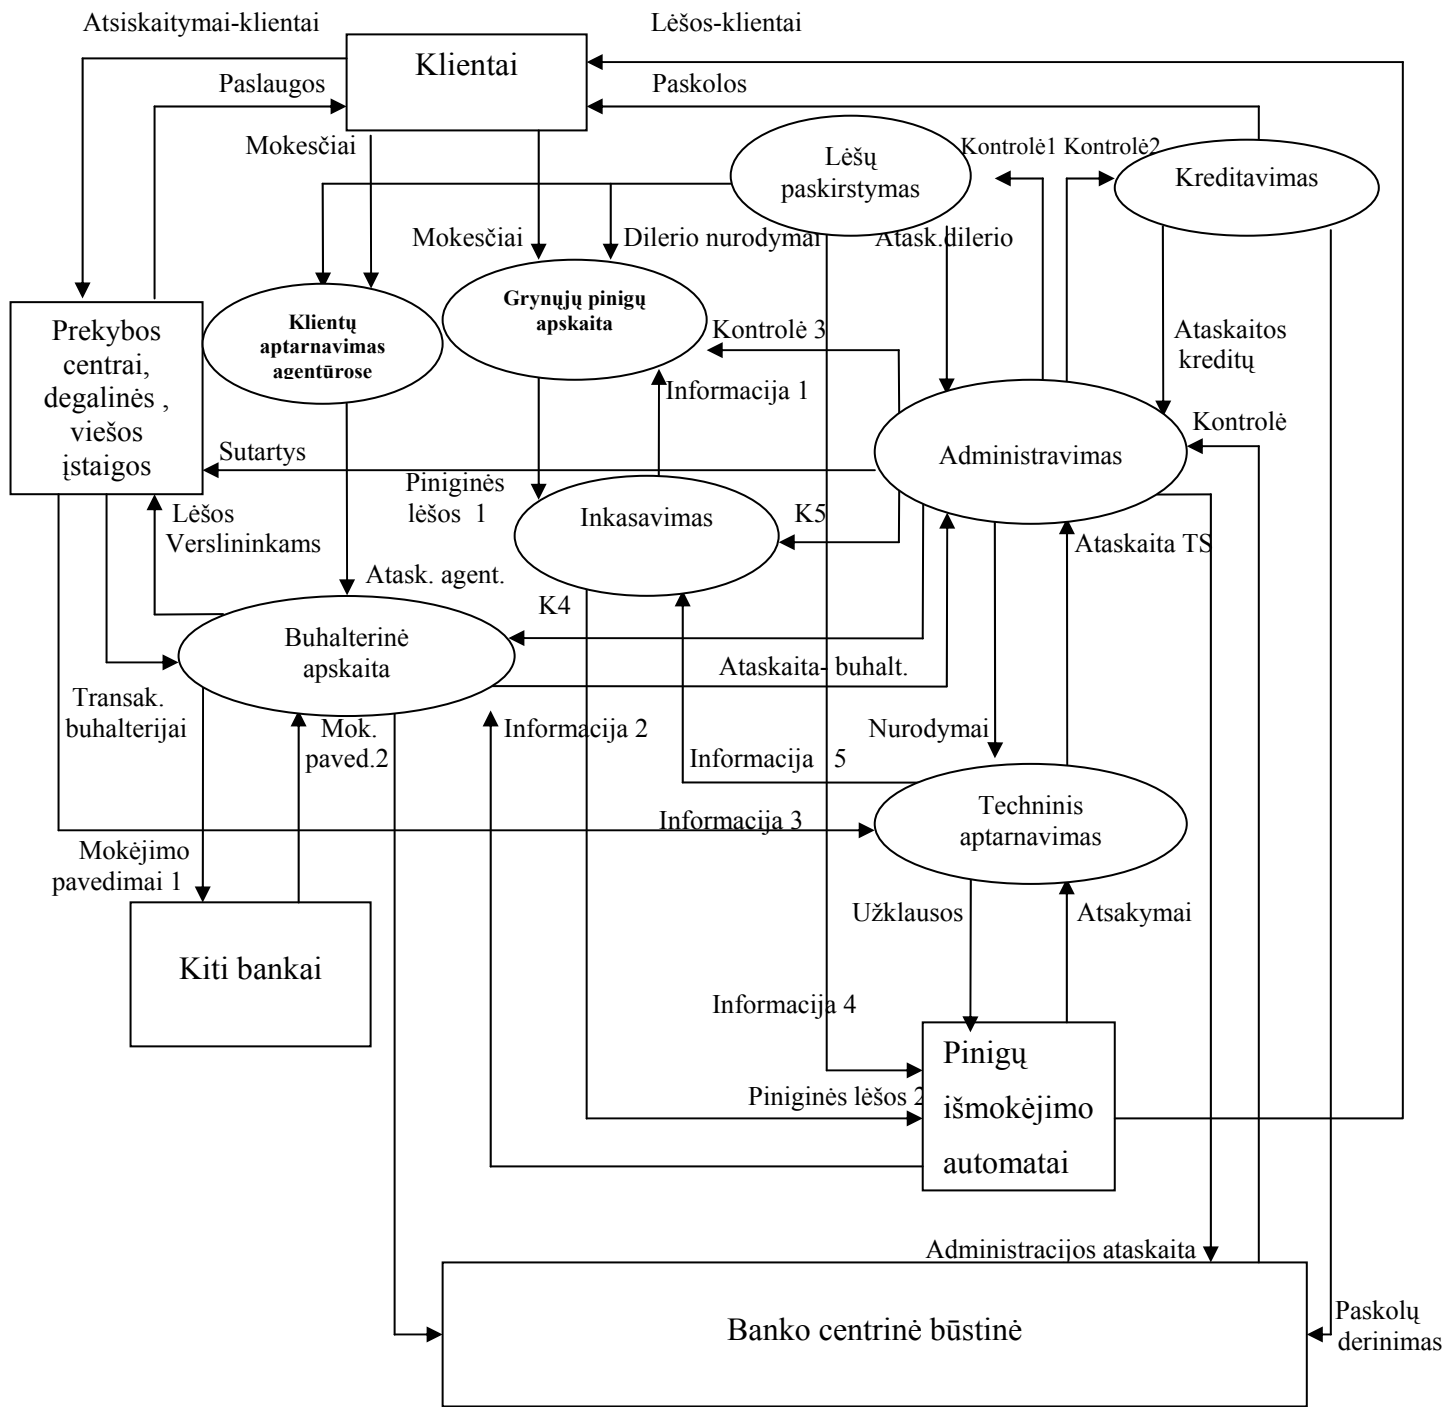 Atsiskaitymai-klientai
Lėšos-klientai
Klientai
Paslaugos
Paskolos
Mokesčiai
Lėšų
paskirstymas
Kontrolė1
Kontrolė2
Kreditavimas
Mokesčiai
Dilerio nurodymai
Atask.dilerio
Prekybos
centrai,
degalinės ,
viešos
įstaigos
Klientų
aptarnavimas
agentūrose
Grynųjų pinigų
apskaita
Kontrolė 3
Ataskaitos
kreditų
Informacija 1
Kontrolė
Sutartys
Administravimas
Piniginės
lėšos 1
Inkasavimas
K5
Lėšos
Verslininkams
Ataskaita TS
Atask. agent.
K4
Buhalterinė
apskaita
Ataskaita- buhalt.
Transak.
buhalterijai
Mok.
paved.2
Informacija 2
Nurodymai
Informacija 5
Techninis
aptarnavimas
Informacija 3
Mokėjimo
pavedimai 1
Užklausos
Atsakymai
Kiti bankai
Informacija 4
Pinigų
išmokėjimo
automatai
Piniginės lėšos 2
Administracijos ataskaita
Banko centrinė būstinė
Paskolų
derinimas